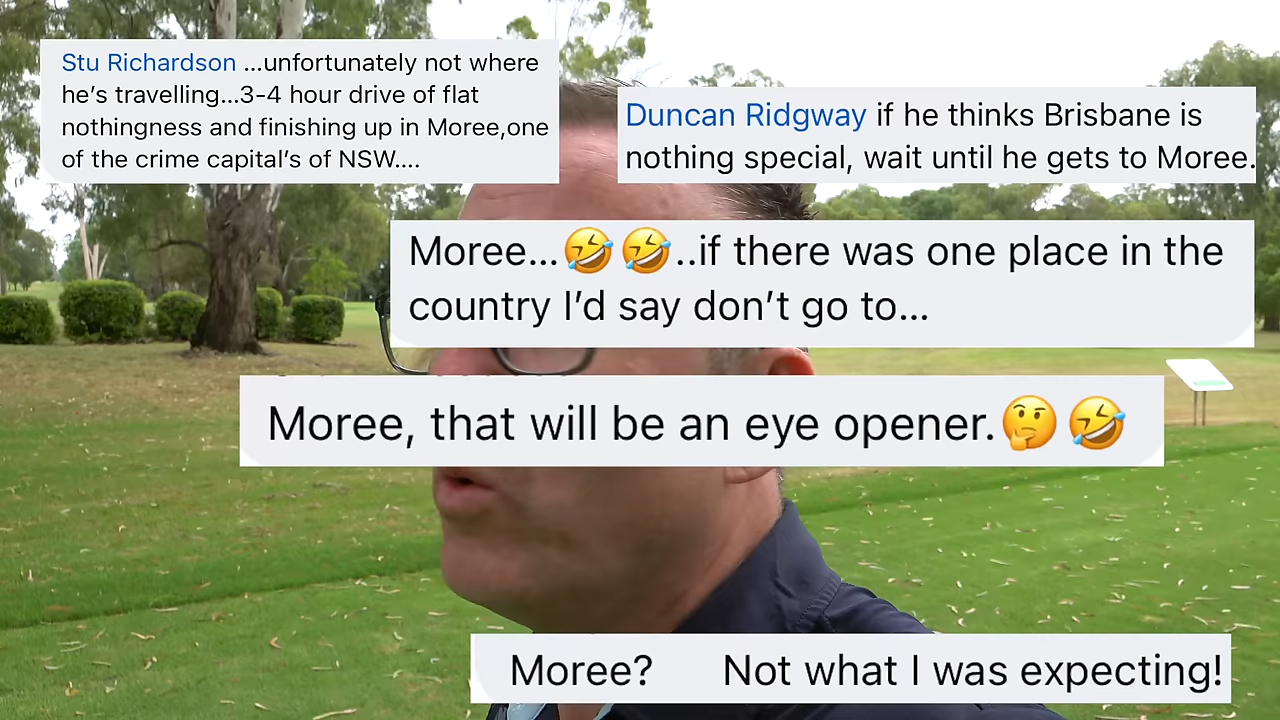 Stu Richardson ...unfortunately not where
he's travelling...3-4 hour drive of flat
nothingness and finishing up in Moree,one
of the crime capital's of NSW....
Duncan Ridgway if he thinks Brisbane is
nothing special, wait until he gets to Moree.
Moree...🤣🤣..if there was one place in the
country I'd say don't go to...
Moree, that will be an eye opener.🤔🤣
Moree? Not what I was expecting!